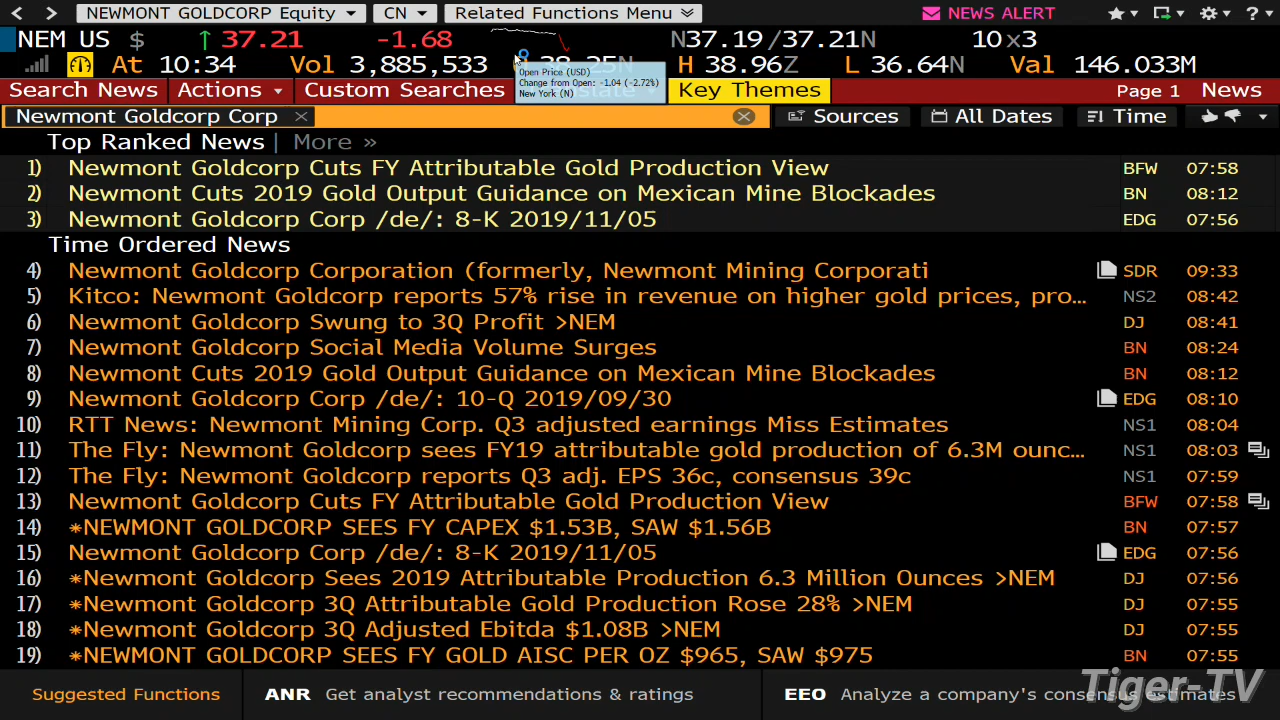 NEWMONT GOLDCORP Equity CN Related Functions Menu NEWS ALERT ?
NEM US $ ↑ 37.21 -1.68 N37.19/37.21N 10x3
At 10:34 Vol 3,885,533 38.25N H 38.96Z L 36.64N Val 146.033M
Open Price (USD)
Change from Open: -1.04 (-2.72%)
New York (N)
Search News Actions Custom Searches Key Themes Page 1 News
Newmont Goldcorp Corp Sources All Dates Time
Top Ranked News | More »
1) Newmont Goldcorp Cuts FY Attributable Gold Production View BFW 07:58
2) Newmont Cuts 2019 Gold Output Guidance on Mexican Mine Blockades BN 08:12
3) Newmont Goldcorp Corp /de/: 8-K 2019/11/05 EDG 07:56
Time Ordered News
4) Newmont Goldcorp Corporation (formerly, Newmont Mining Corporati SDR 09:33
5) Kitco: Newmont Goldcorp reports 57% rise in revenue on higher gold prices, pro... NS2 08:42
6) Newmont Goldcorp Swung to 3Q Profit >NEM DJ 08:41
7) Newmont Goldcorp Social Media Volume Surges BN 08:24
8) Newmont Cuts 2019 Gold Output Guidance on Mexican Mine Blockades BN 08:12
9) Newmont Goldcorp Corp /de/: 10-Q 2019/09/30 EDG 08:10
10) RTT News: Newmont Mining Corp. Q3 adjusted earnings Miss Estimates NS1 08:04
11) The Fly: Newmont Goldcorp sees FY19 attributable gold production of 6.3M ounc... NS1 08:03
12) The Fly: Newmont Goldcorp reports Q3 adj. EPS 36c, consensus 39c NS1 07:59
13) Newmont Goldcorp Cuts FY Attributable Gold Production View BFW 07:58
14) *NEWMONT GOLDCORP SEES FY CAPEX $1.53B, SAW $1.56B BN 07:57
15) Newmont Goldcorp Corp /de/: 8-K 2019/11/05 EDG 07:56
16) *Newmont Goldcorp Sees 2019 Attributable Production 6.3 Million Ounces >NEM DJ 07:56
17) *Newmont Goldcorp 3Q Attributable Gold Production Rose 28% >NEM DJ 07:55
18) *Newmont Goldcorp 3Q Adjusted Ebitda $1.08B >NEM DJ 07:55
19) *NEWMONT GOLDCORP SEES FY GOLD AISC PER OZ $965, SAW $975 BN 07:55
Suggested Functions ANR Get analyst recommendations & ratings EEO Analyze a company's consensus estimates
Tiger-TV